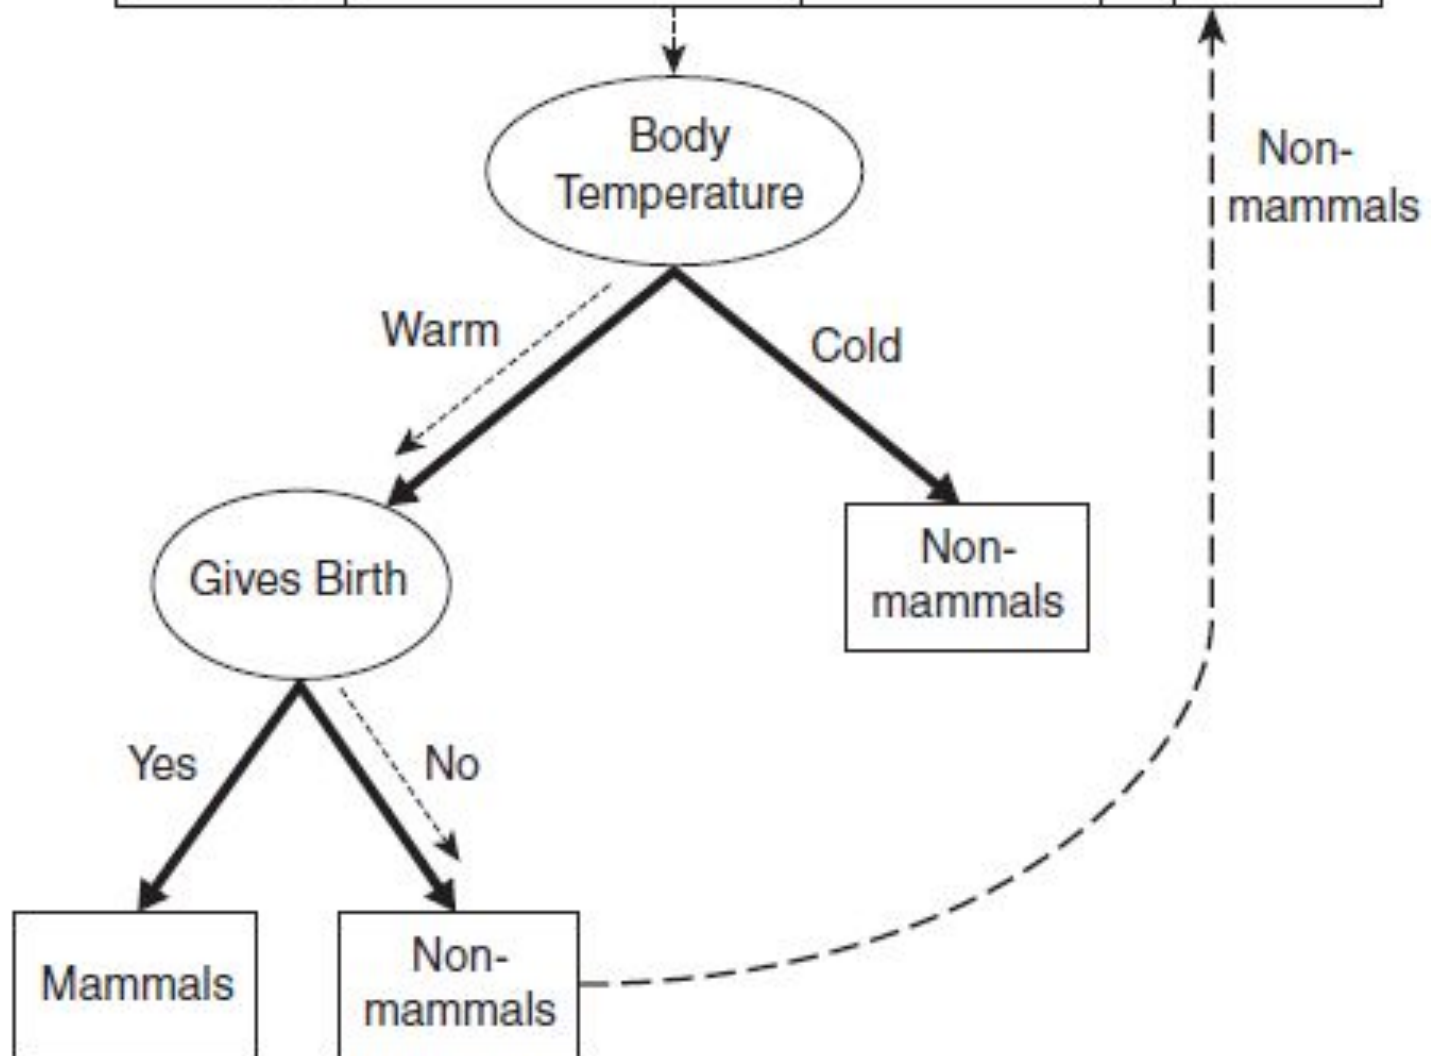 Body
Temperature
Non-
mammals
Warm
Cold
Gives Birth
Non-
mammals
Yes
No
Mammals
Non-
mammals